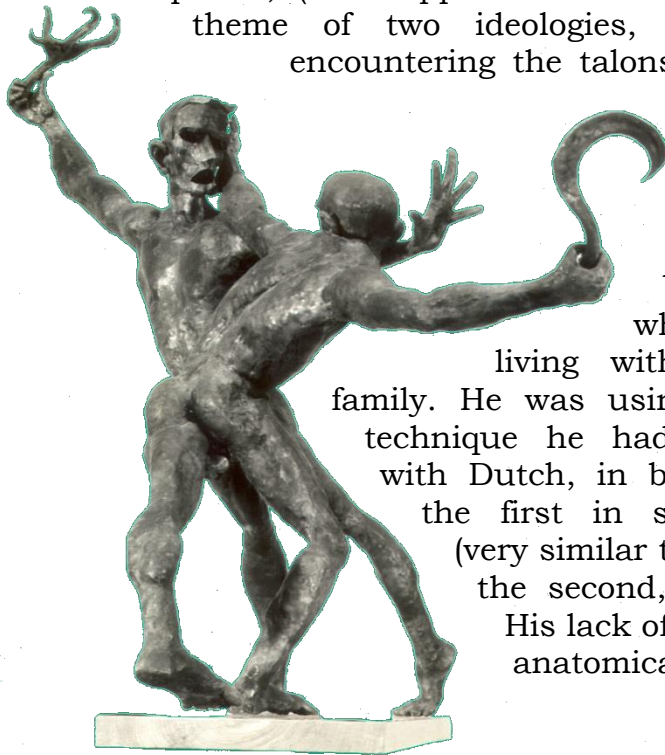 theme of two ideologies,
encountering the talons
living with
family. He was usin
technique he had
with Dutch, in b
the first in s
(very similar t
the second,
His lack of
anatomica